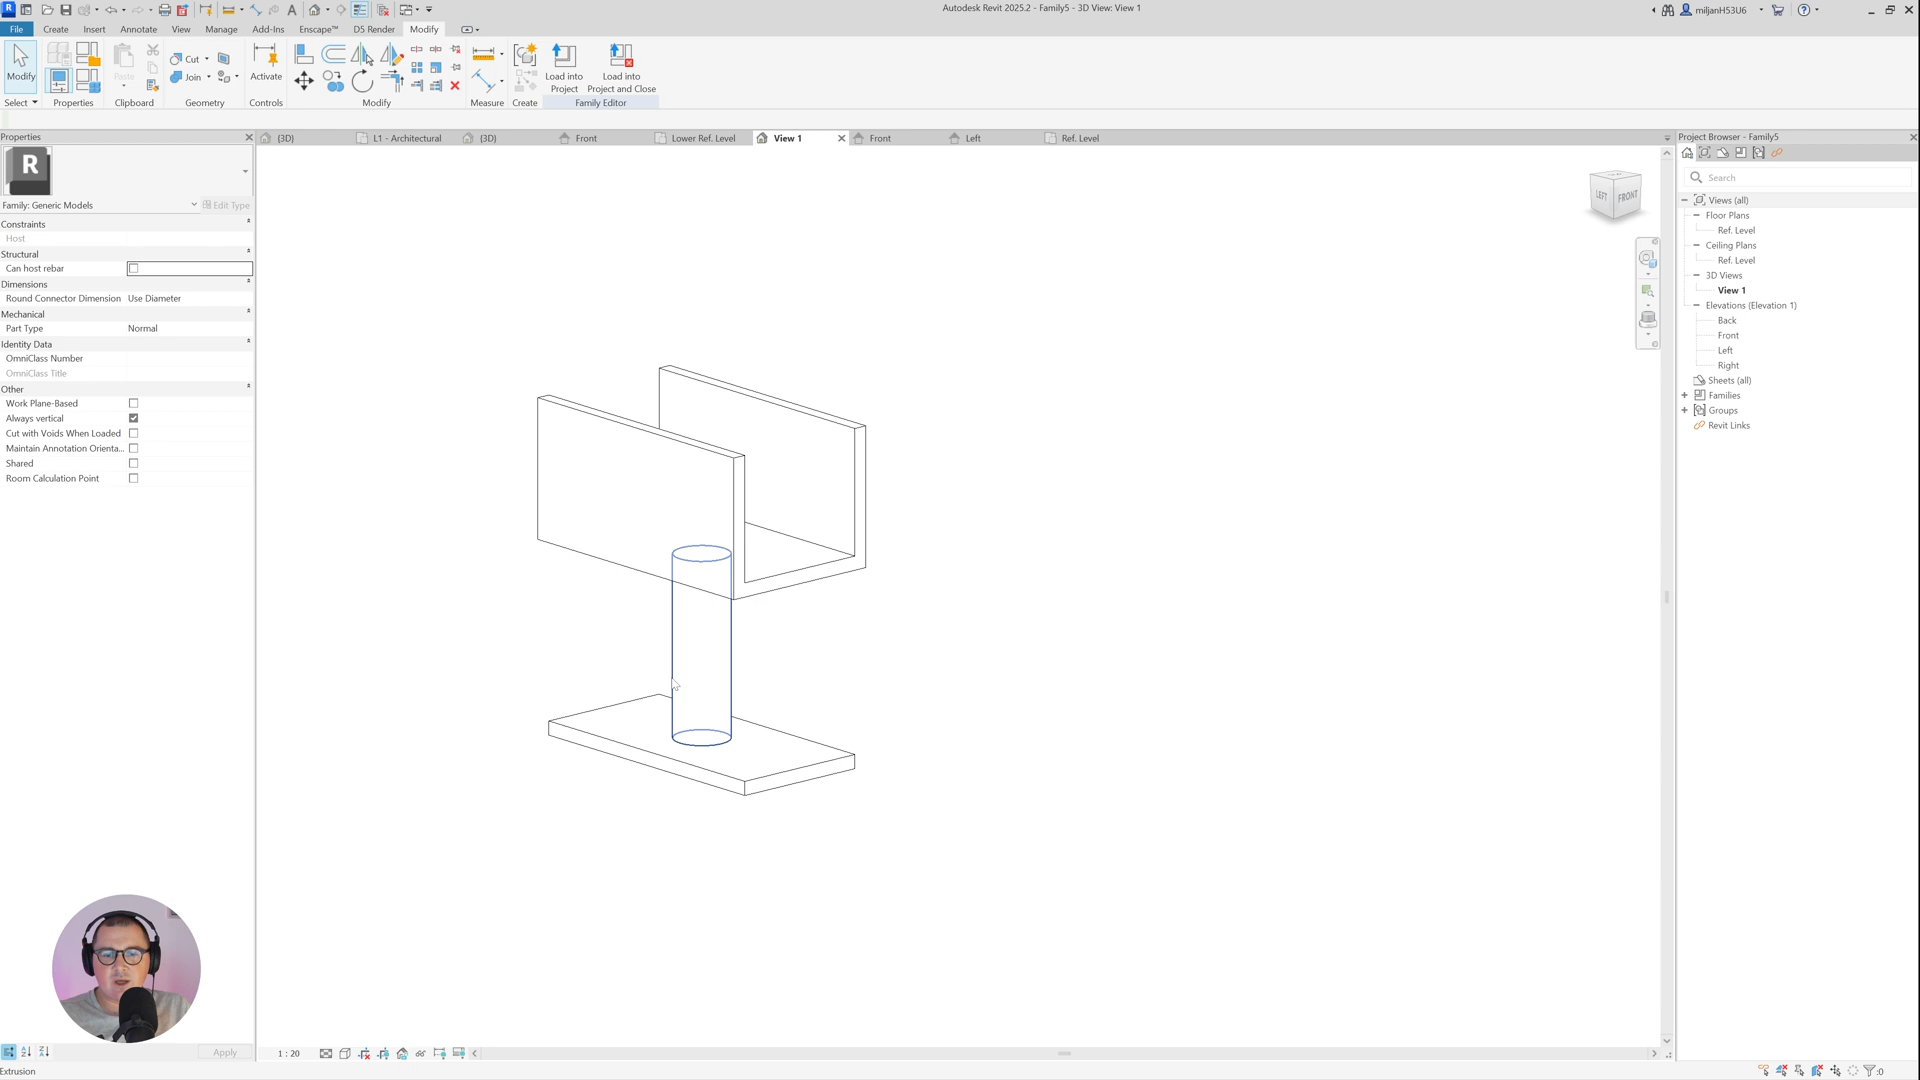 Autodesk Revit 2025.2 - Family5 - 3D View: View 1
miljanH53U6
File
Create
Insert
Annotate
View
Manage
Add-Ins
Enscape™
D5 Render
Modify
Modify
Paste
Cut
Join
Activate
Load into
Project
Load into
Project and Close
Select
Properties
Clipboard
Geometry
Controls
Modify
Measure
Create
Family Editor
Properties
{3D}
L1 - Architectural
{3D}
Front
Lower Ref. Level
View 1
Front
Left
Ref. Level
Project Browser - Family5
R
Family: Generic Models
Edit Type
Constraints
Host
Structural
Can host rebar
Dimensions
Round Connector Dimension
Use Diameter
Mechanical
Part Type
Normal
Identity Data
OmniClass Number
OmniClass Title
Other
Work Plane-Based
Always vertical
Cut with Voids When Loaded
Maintain Annotation Orienta...
Shared
Room Calculation Point
LEFT
FRONT
Search
Views (all)
Floor Plans
Ref. Level
Ceiling Plans
Ref. Level
3D Views
View 1
Elevations (Elevation 1)
Back
Front
Left
Right
Sheets (all)
Families
Groups
Revit Links
Apply
1 : 20
Extrusion
:0